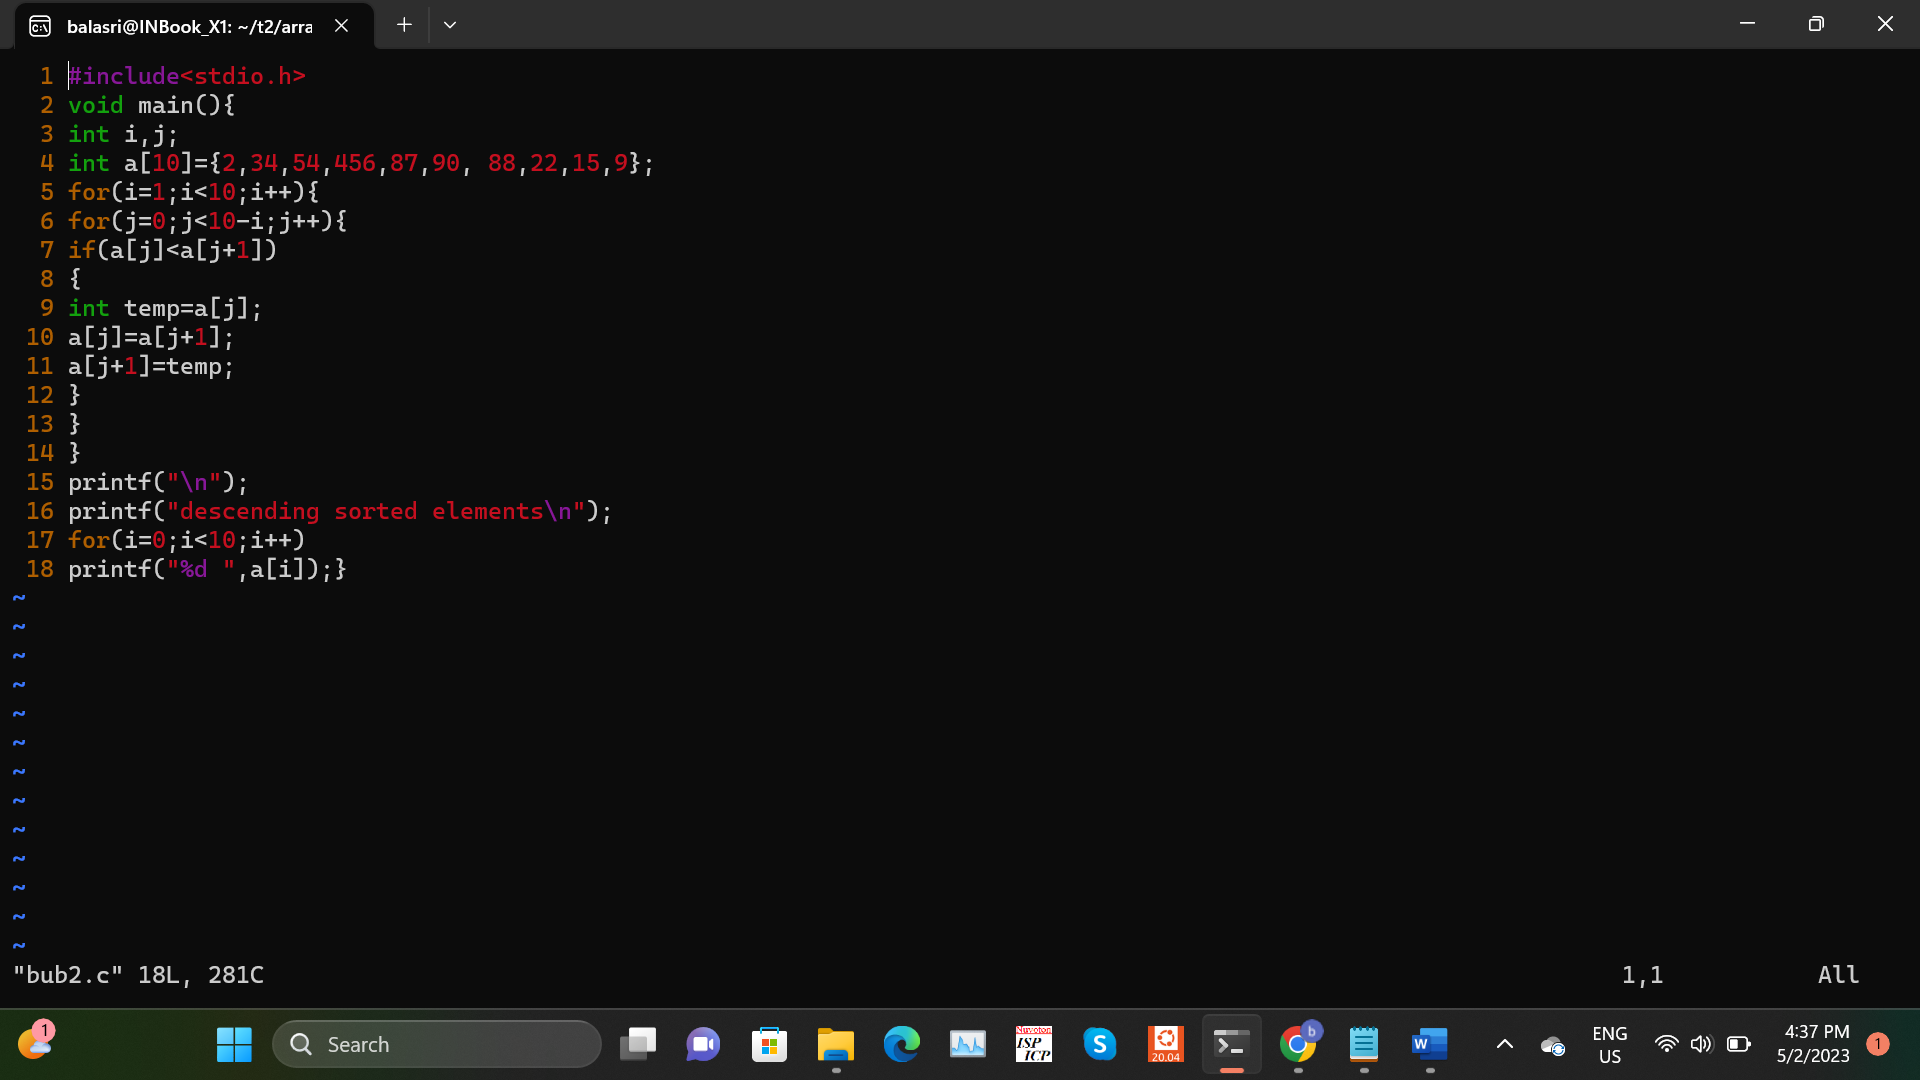 balasri@INBook_X1: ~/t2/arra
1 #include<stdio.h>
2 void main(){
3 int i,j;
4 int a[10]={2,34,54,456,87,90, 88,22,15,9};
5 for(i=1;i<10;i++){
6 for(j=0;j<10-i;j++){
7 if(a[j]<a[j+1])
8 {
9 int temp=a[j];
10 a[j]=a[j+1];
11 a[j+1]=temp;
12 }
13 }
14 }
15 printf("\n");
16 printf("descending sorted elements\n");
17 for(i=0;i<10;i++)
18 printf("%d ",a[i]);}
~
~
~
~
~
~
~
~
~
~
~
~
~
"bub2.c" 18L, 281C 1,1 All
1
Search
Nuvoton
ISP
ICP
S
20.04
b
W
ENG
US
4:37 PM
5/2/2023
1